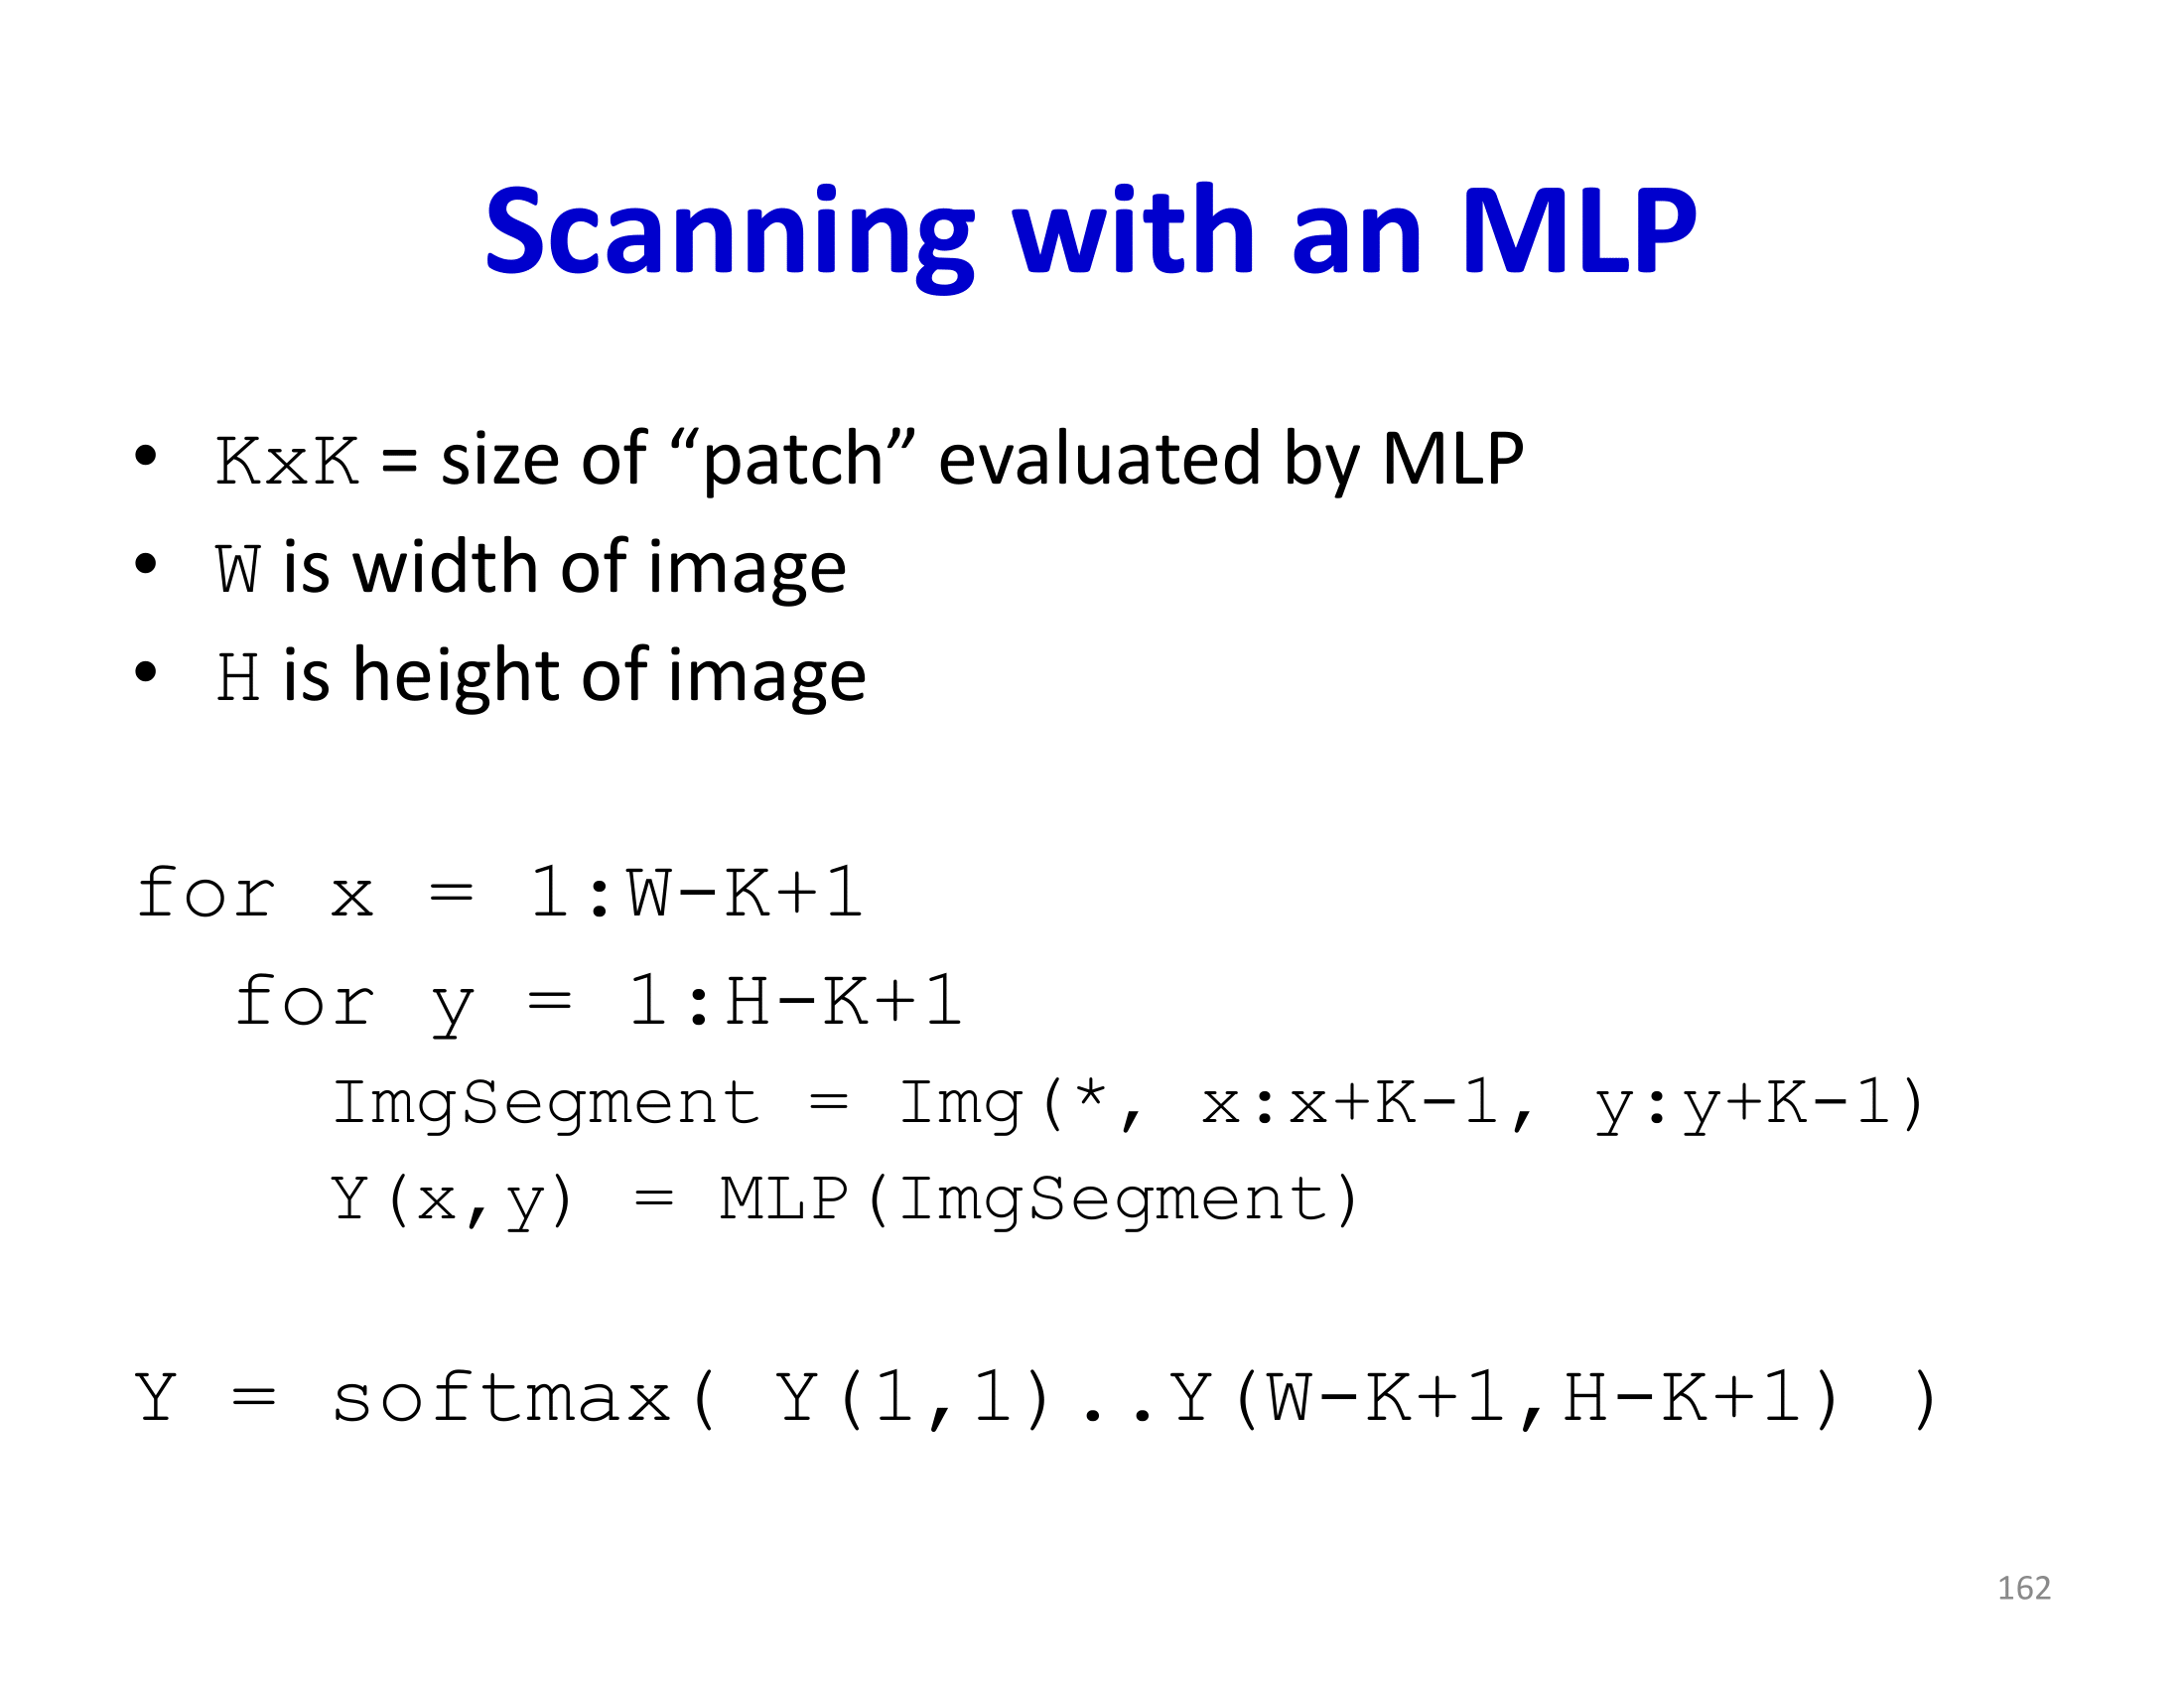 Scanning with an MLP
• KxK = size of “patch” evaluated by MLP
• W is width of image
• H is height of image
for x = 1:W-K+1
for y = 1:H-K+1
ImgSegment = Img(*, x:x+K-1, y:y+K-1)
Y(x,y) = MLP(ImgSegment)
Y = softmax( Y(1,1)..Y(W-K+1,H-K+1) )
162